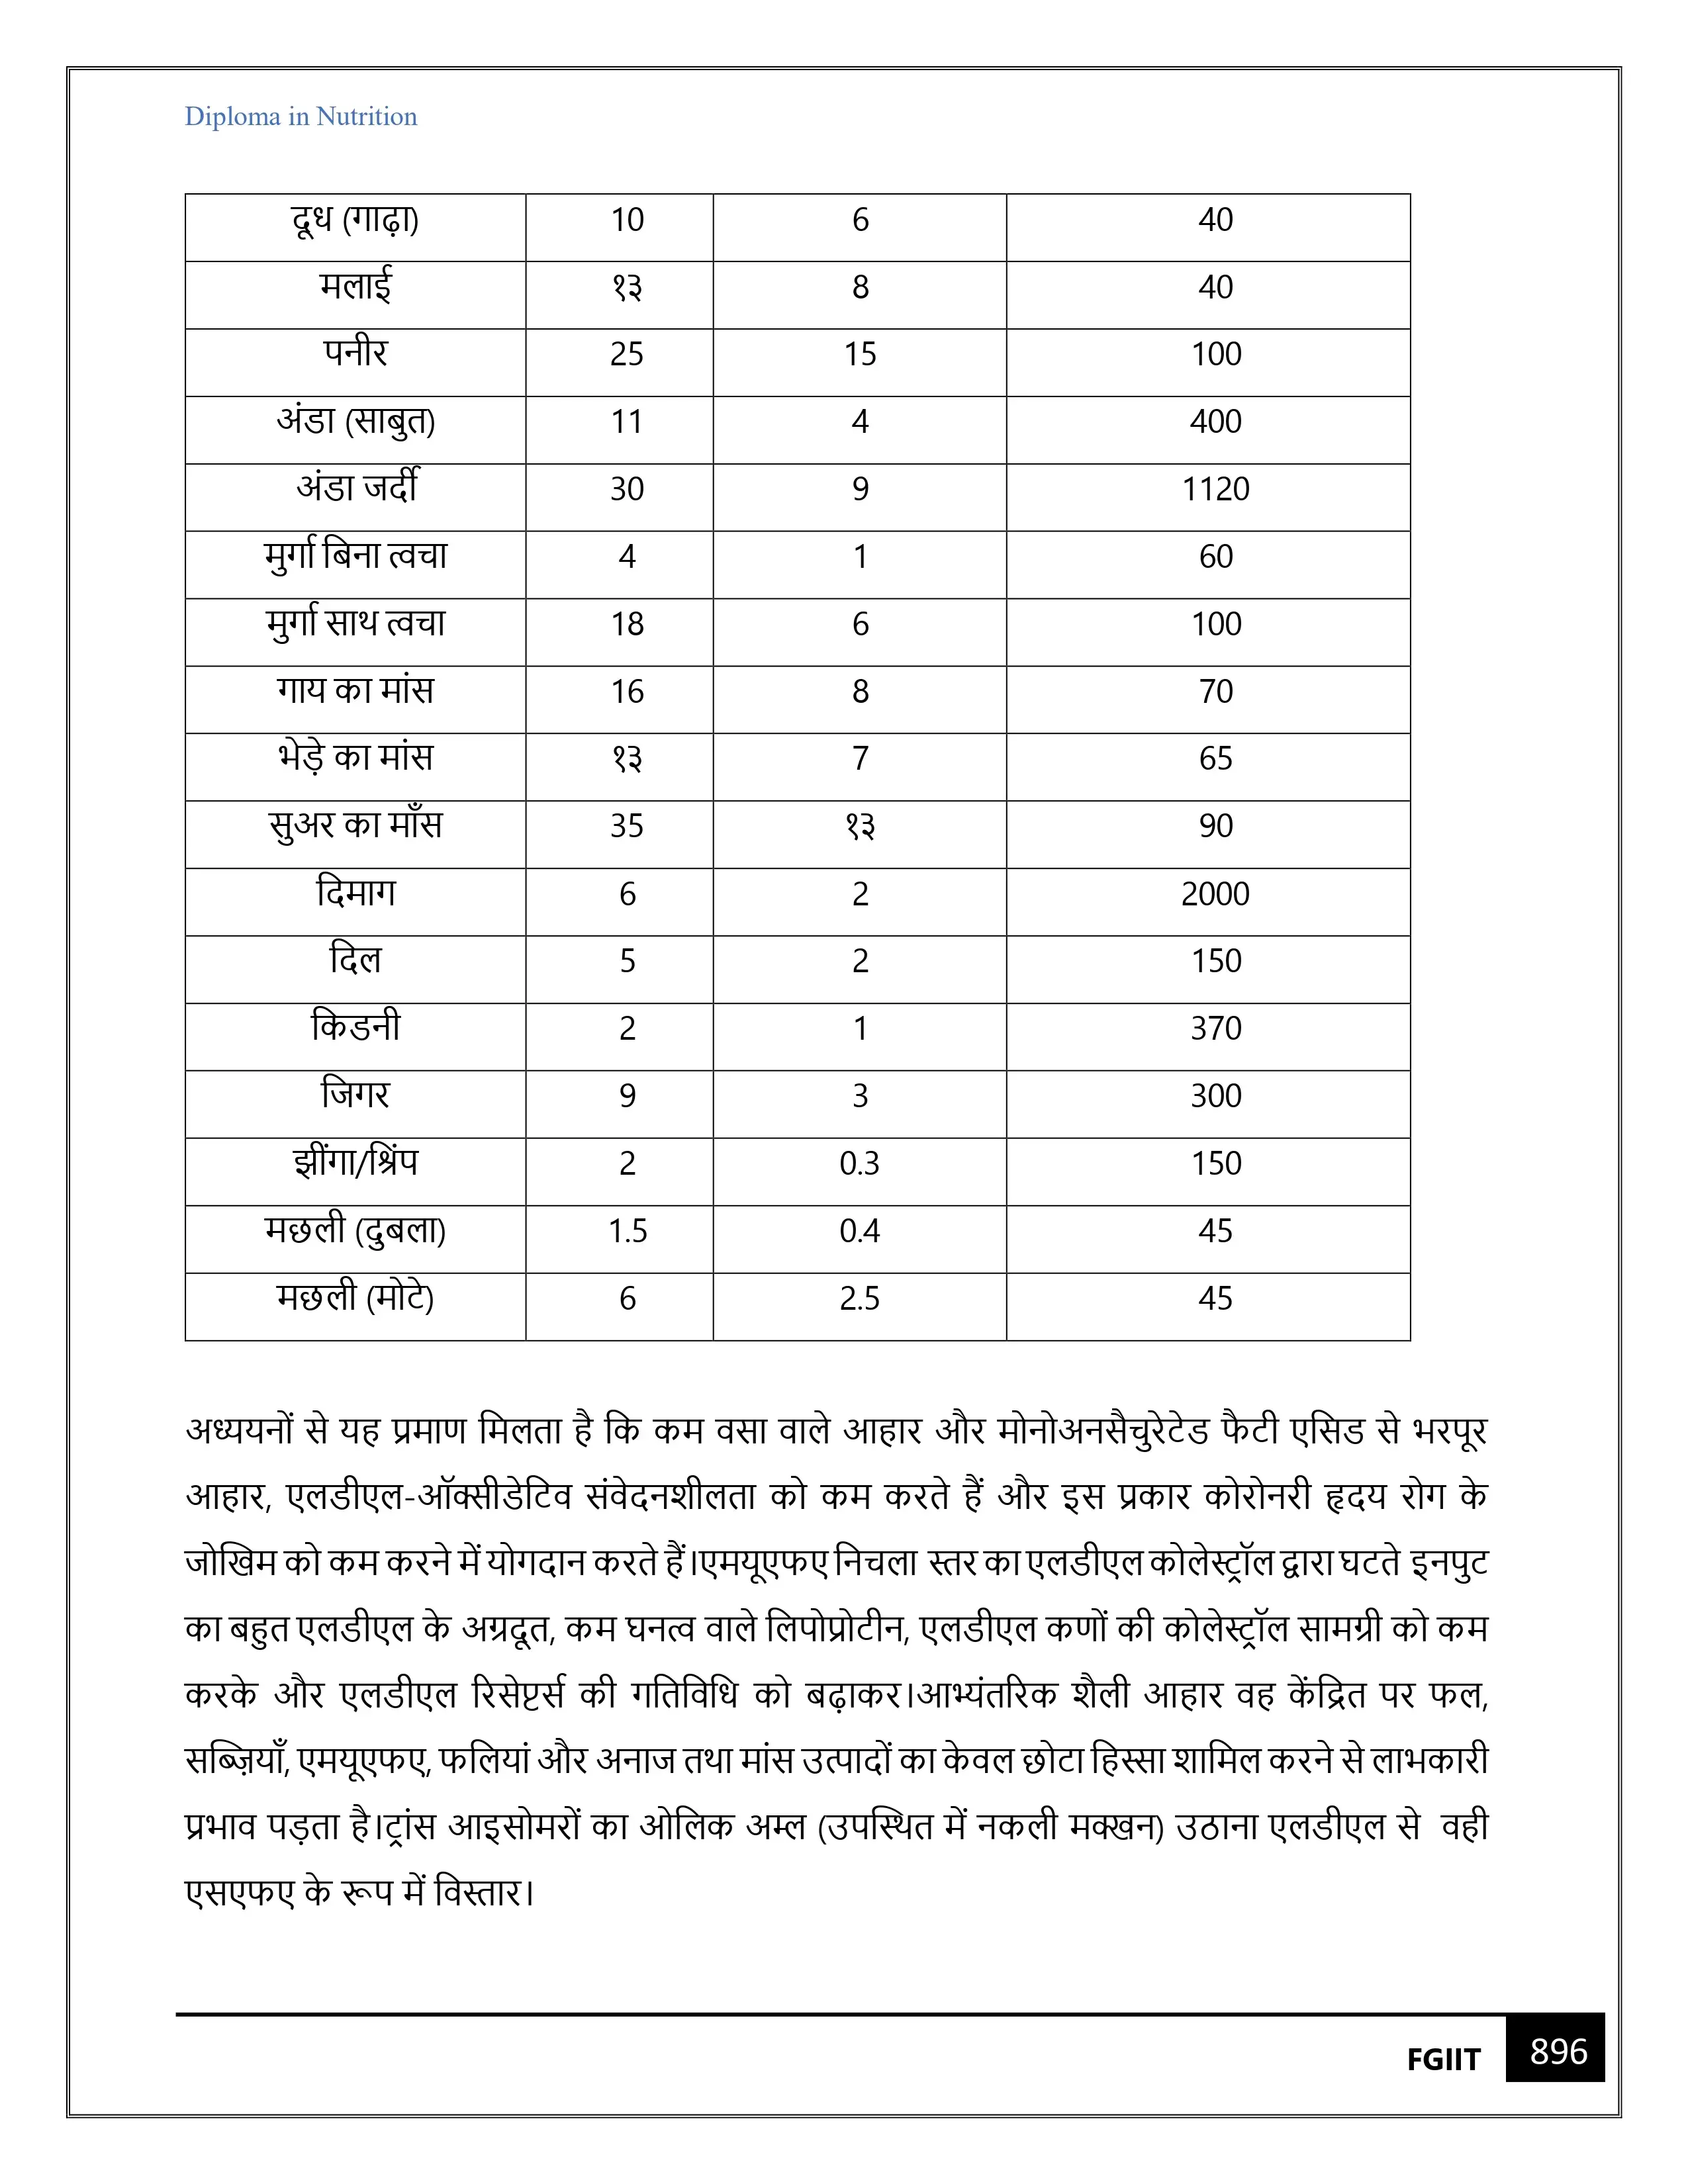 Diploma in Nutrition
दूध (गाढ़ा) 10 6 40
मलाई १३ 8 40
पनीर 25 15 100
अंडा (साबुत) 11 4 400
अंडा जर्दी 30 9 1120
मुर्गा बिना त्वचा 4 1 60
मुर्गा साथ त्वचा 18 6 100
गाय का मांस 16 8 70
भेड़े का मांस १३ 7 65
सुअर का माँस 35 १३ 90
दिमाग 6 2 2000
दिल 5 2 150
किडनी 2 1 370
जिगर 9 3 300
झींगा/श्रिंप 2 0.3 150
मछली (दुबला) 1.5 0.4 45
मछली (मोटे) 6 2.5 45
अध्ययनों से यह प्रमाण मिलता है कि कम वसा वाले आहार और मोनोअनसैचुरेटेड फैटी एसिड से भरपूर
आहार, एलडीएल-ऑक्सीडेटिव संवेदनशीलता को कम करते हैं और इस प्रकार कोरोनरी हृदय रोग के
जोखिम को कम करने में योगदान करते हैं।एमयूएफए निचला स्तर का एलडीएल कोलेस्ट्रॉल द्वारा घटते इनपुट
का बहुत एलडीएल के अग्रदूत, कम घनत्व वाले लिपोप्रोटीन, एलडीएल कणों की कोलेस्ट्रॉल सामग्री को कम
करके और एलडीएल रिसेप्टर्स की गतिविधि को बढ़ाकर।आभ्यंतरिक शैली आहार वह केंद्रित पर फल,
सब्ज़ियाँ, एमयूएफए, फलियां और अनाज तथा मांस उत्पादों का केवल छोटा हिस्सा शामिल करने से लाभकारी
प्रभाव पड़ता है।ट्रांस आइसोमरों का ओलिक अम्ल (उपस्थित में नकली मक्खन) उठाना एलडीएल से वही
एसएफए के रूप में विस्तार।
FGIIT 896